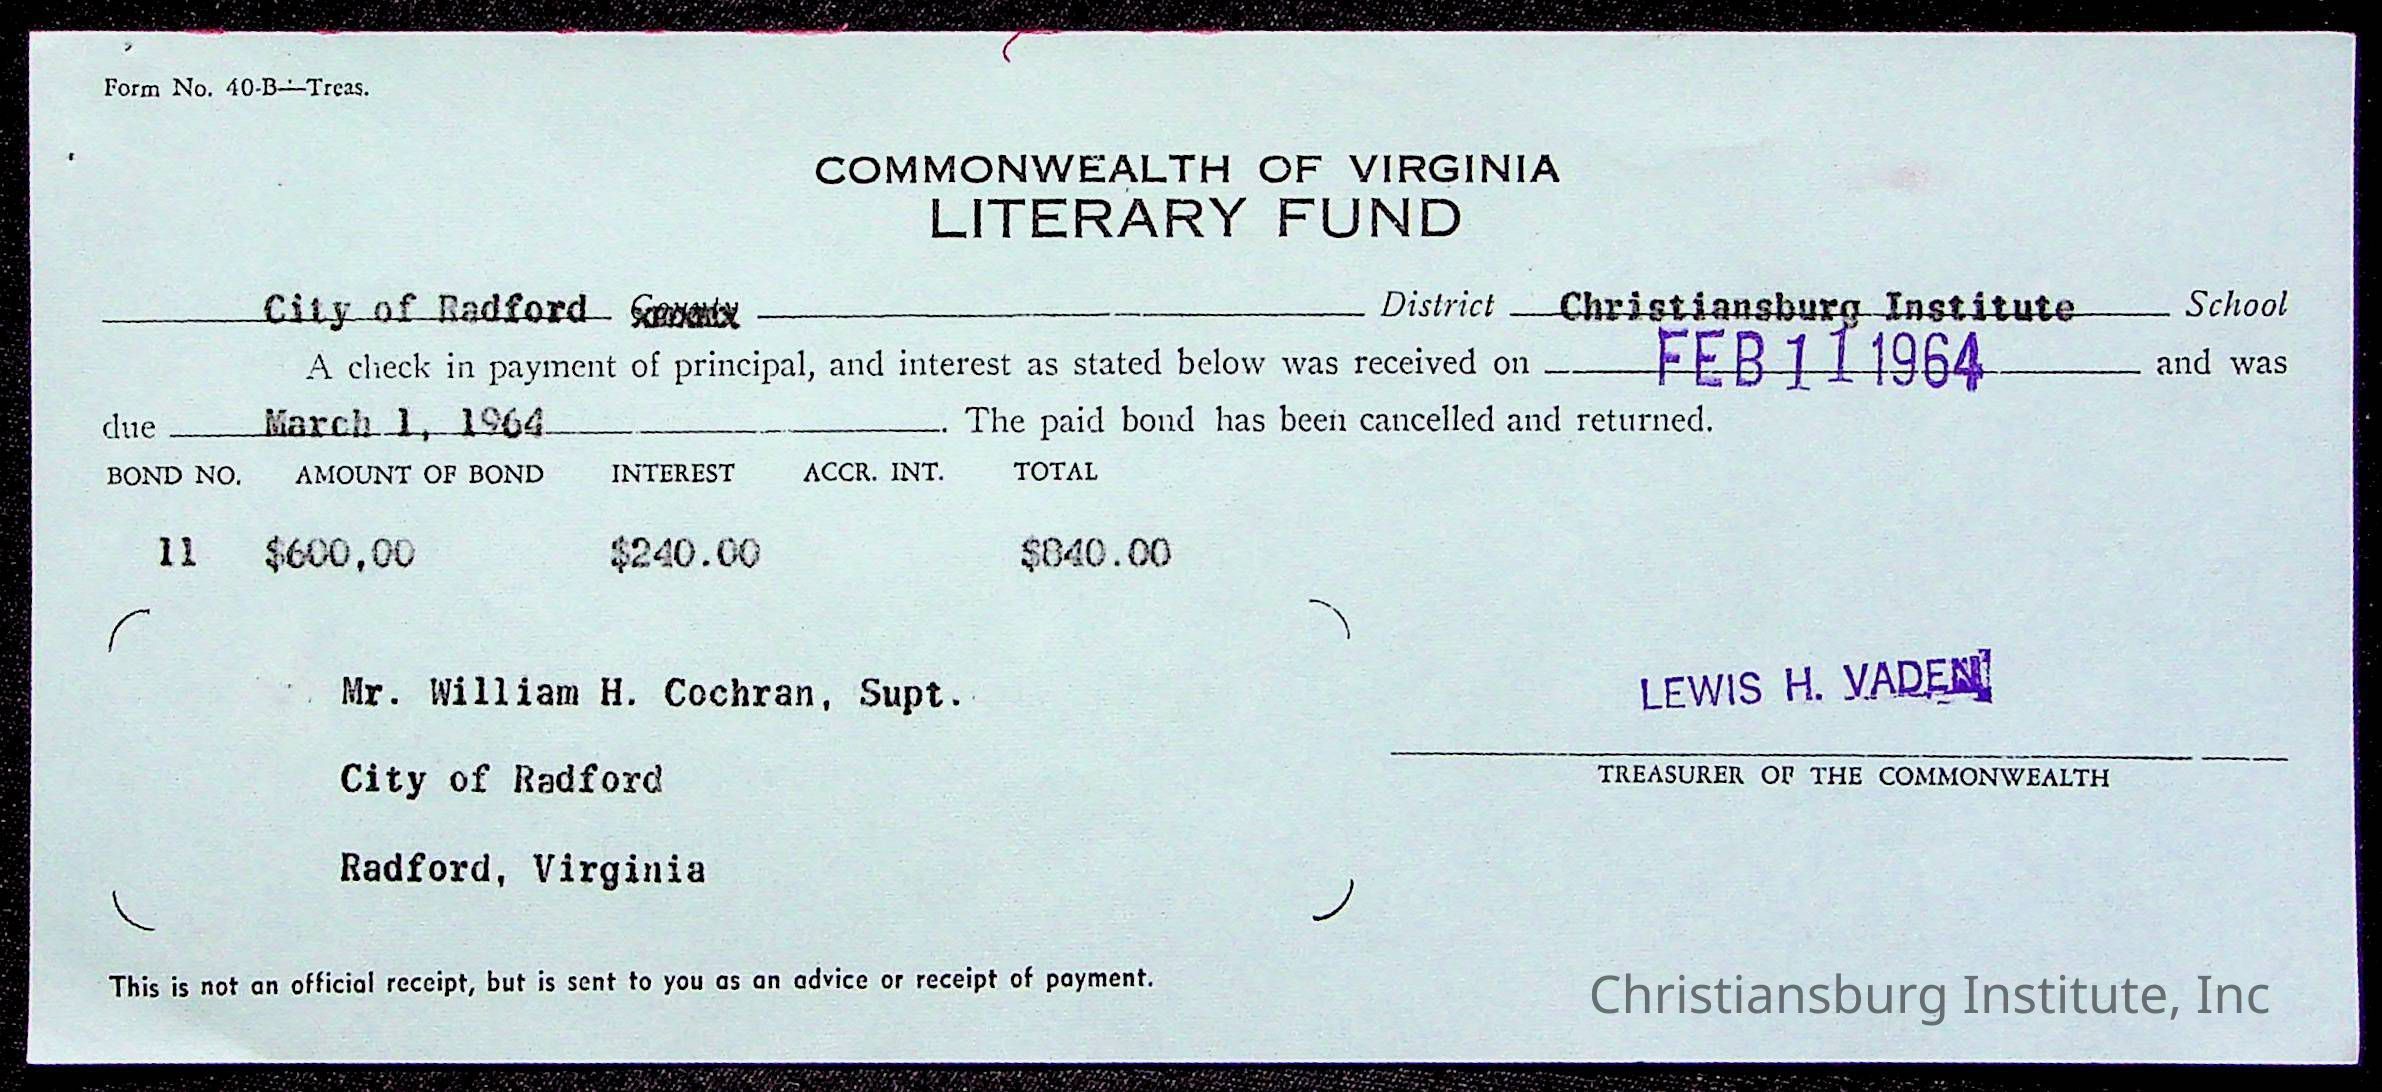 Form No. 40-B—Treas.
COMMONWEALTH OF VIRGINIA
LITERARY FUND
City of Radford County District Christiansburg Institute School
A check in payment of principal, and interest as stated below was received on FEB 11 1964 and was
due March 1, 1964. The paid bond has been cancelled and returned.
BOND NO. AMOUNT OF BOND INTEREST ACCR. INT. TOTAL
11 $600,00 $240.00 $840.00
Mr. William H. Cochran, Supt.
City of Radford
Radford, Virginia
LEWIS H. VADEN
TREASURER OF THE COMMONWEALTH
This is not an official receipt, but is sent to you as an advice or receipt of payment.
Christiansburg Institute, Inc